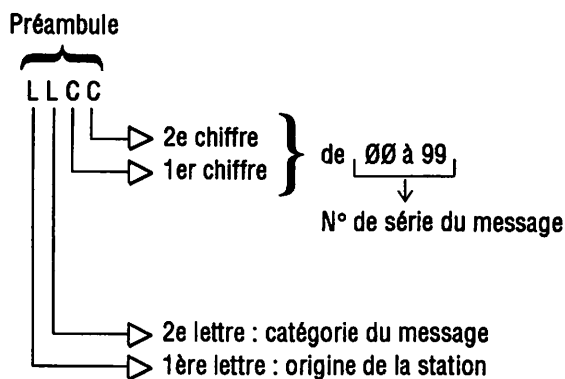 Préambule
L L C C
2e chiffre
1er chiffre
de ØØ à 99
N° de série du message
2e lettre : catégorie du message
1ère lettre : origine de la station